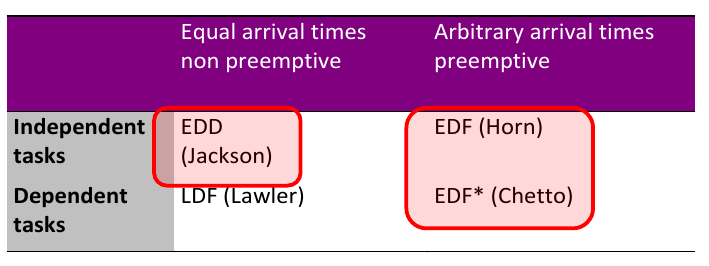 Equal arrival times
non preemptive
Arbitrary arrival times
preemptive
Independent
tasks
EDD
(Jackson)
EDF (Horn)
Dependent
tasks
LDF (Lawler)
EDF* (Chetto)